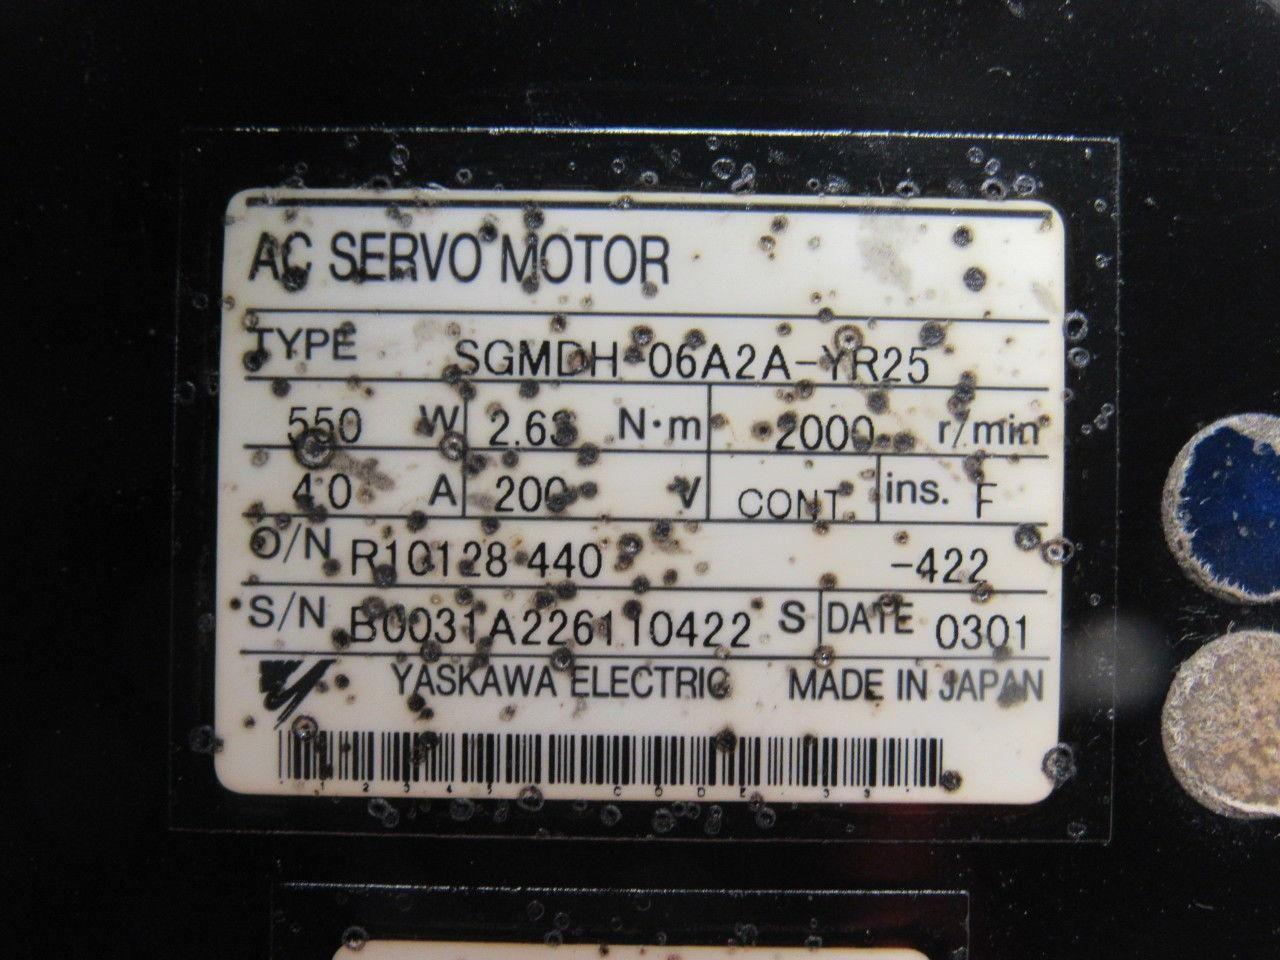 AC SERVO MOTOR
TYPE SGMDH-06A2A-YR25
550 W 2.63 N·m 2000 r/min
4.0 A 200 V CONT. ins. F
O/N R10128 440 -422
S/N B0031A226110422 S DATE 0301
YASKAWA ELECTRIC MADE IN JAPAN